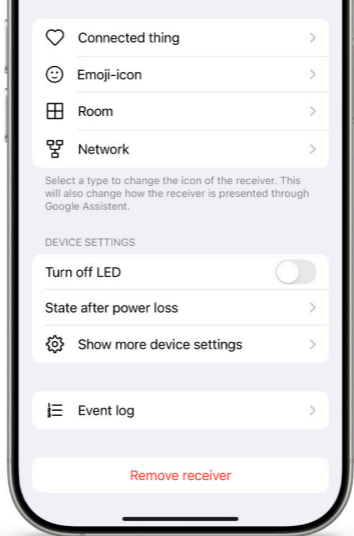 Connected thing
Emoji-icon
Room
Network
Select a type to change the icon of the receiver. This
will also change how the receiver is presented through
Google Assistent.
DEVICE SETTINGS
Turn off LED
State after power loss
Show more device settings
Event log
Remove receiver